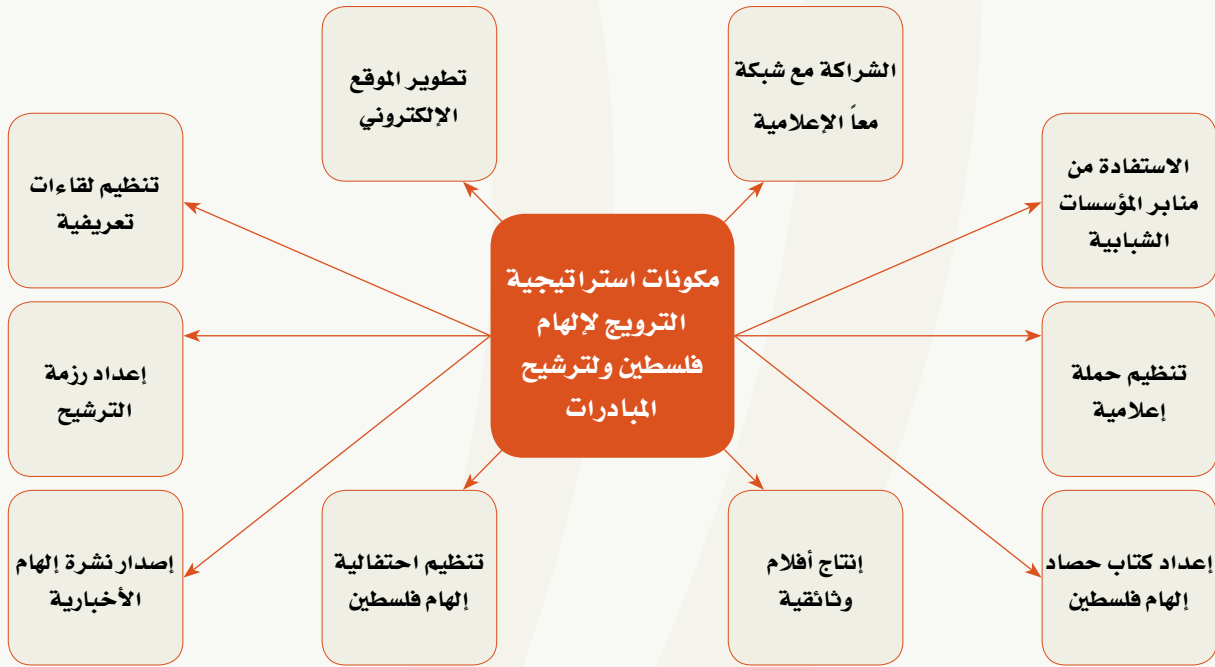 الشراكة مع شبكة
معاً الإعلامية
تطوير الموقع
الإلكتروني
الاستفادة من
منابر المؤسسات
الشبابية
تنظيم لقاءات
تعريفية
مكونات استراتيجية
الترويج لإلهام
فلسطين ولترشيح
المبادرات
تنظيم حملة
إعلامية
إعداد رزمة
الترشيح
إعداد كتاب حصاد
إلهام فلسطين
إنتاج أفلام
وثائقية
تنظيم احتفالية
إلهام فلسطين
إصدار نشرة إلهام
الأخبارية